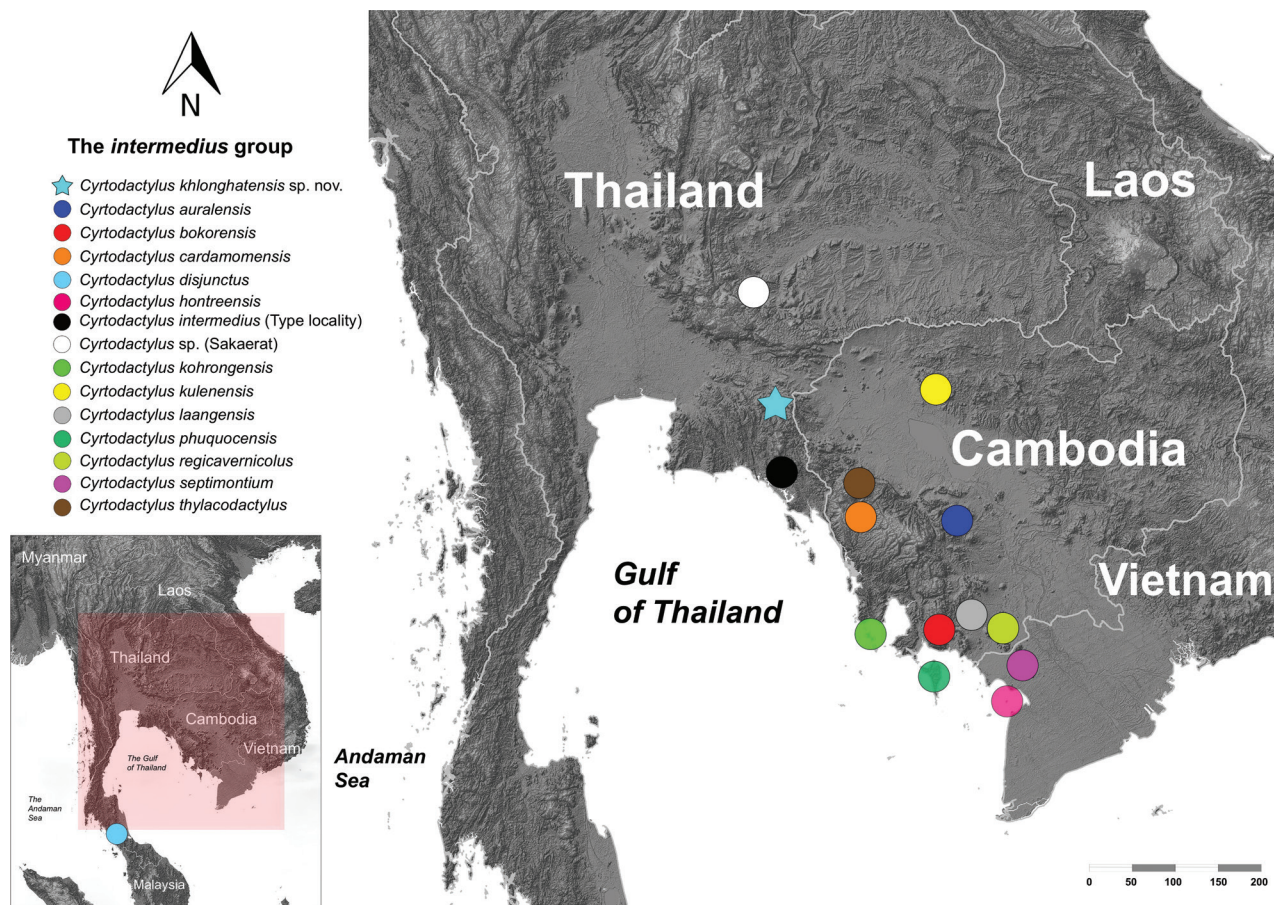 N
The intermedius group
Cyrtodactylus khlonghatensis sp. nov.
Cyrtodactylus auralensis
Cyrtodactylus bokorensis
Cyrtodactylus cardamomensis
Cyrtodactylus disjunctus
Cyrtodactylus hontreensis
Cyrtodactylus intermedius (Type locality)
Cyrtodactylus sp. (Sakaerat)
Cyrtodactylus kohrongensis
Cyrtodactylus kulenensis
Cyrtodactylus laangensis
Cyrtodactylus phuquocensis
Cyrtodactylus regicavernicolus
Cyrtodactylus septimontium
Cyrtodactylus thylacodactylus
Thailand
Laos
Cambodia
Vietnam
Gulf
of Thailand
Andaman
Sea
0 50 100 150 200
Myanmar
Laos
Thailand
Cambodia
Vietnam
The Gulf
of Thailand
The
Andaman
Sea
Malaysia